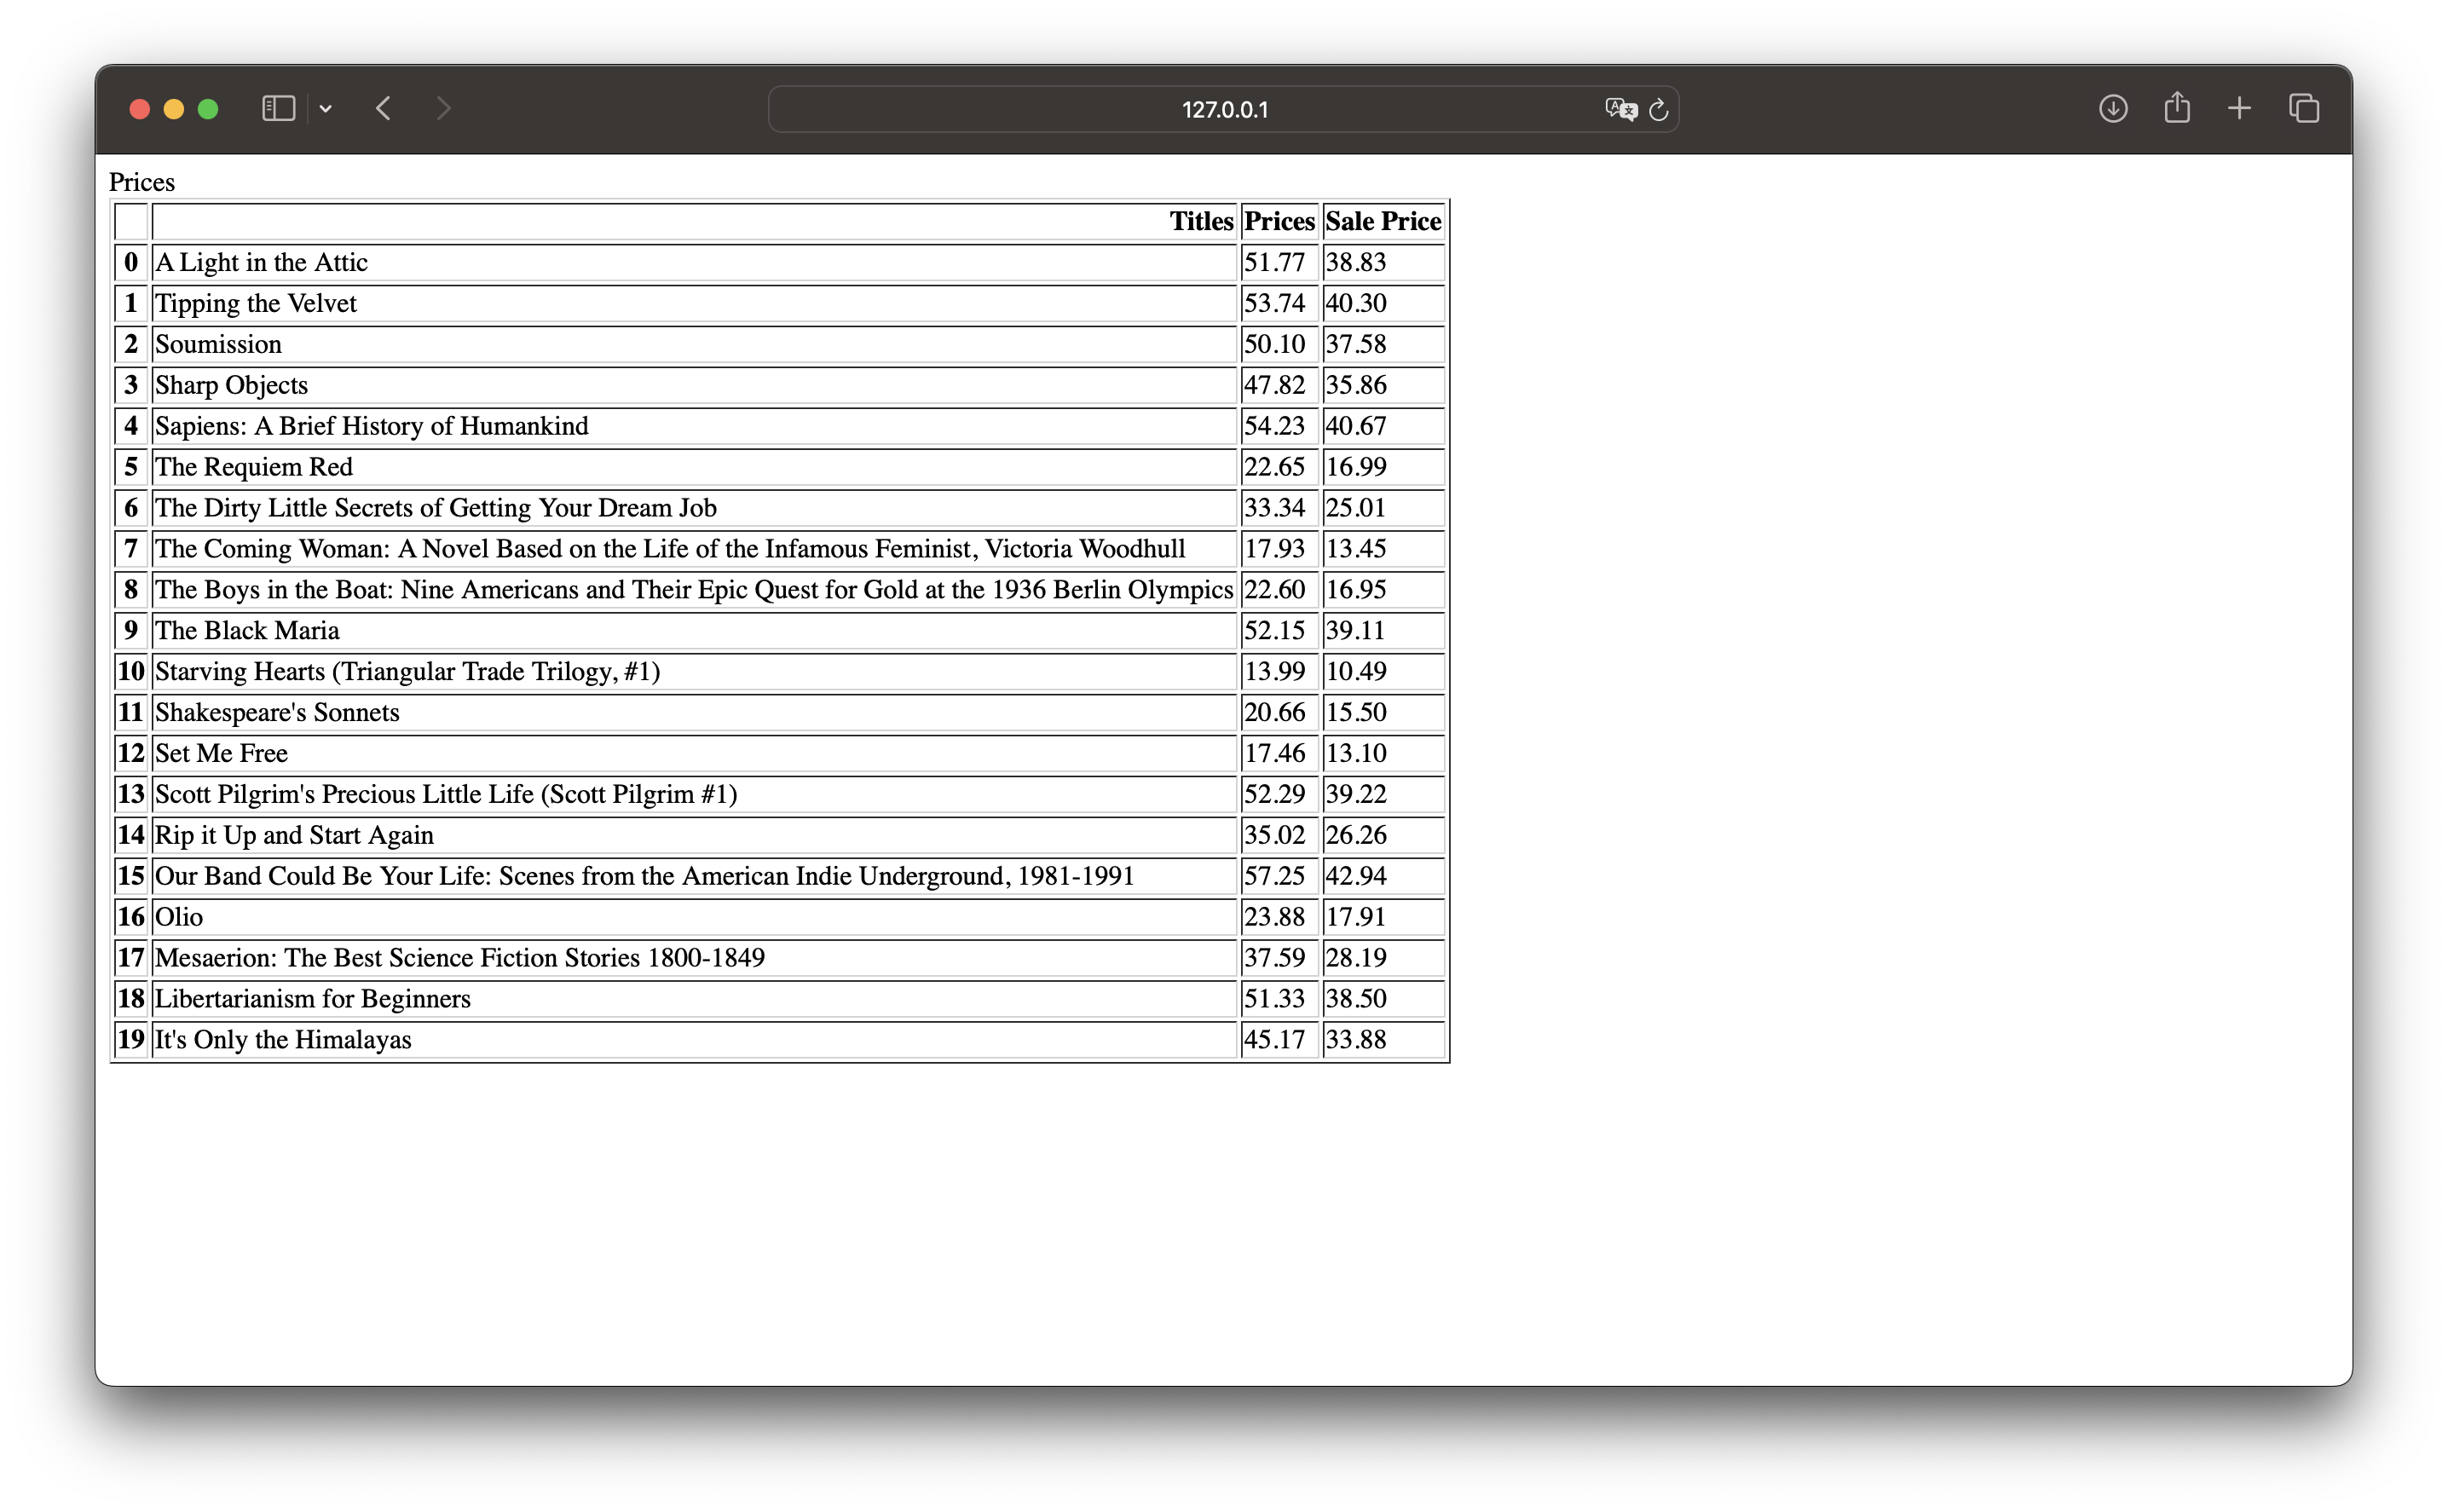 127.0.0.1
Prices
Titles Prices Sale Price
0 A Light in the Attic 51.77 38.83
1 Tipping the Velvet 53.74 40.30
2 Soumission 50.10 37.58
3 Sharp Objects 47.82 35.86
4 Sapiens: A Brief History of Humankind 54.23 40.67
5 The Requiem Red 22.65 16.99
6 The Dirty Little Secrets of Getting Your Dream Job 33.34 25.01
7 The Coming Woman: A Novel Based on the Life of the Infamous Feminist, Victoria Woodhull 17.93 13.45
8 The Boys in the Boat: Nine Americans and Their Epic Quest for Gold at the 1936 Berlin Olympics 22.60 16.95
9 The Black Maria 52.15 39.11
10 Starving Hearts (Triangular Trade Trilogy, #1) 13.99 10.49
11 Shakespeare's Sonnets 20.66 15.50
12 Set Me Free 17.46 13.10
13 Scott Pilgrim's Precious Little Life (Scott Pilgrim #1) 52.29 39.22
14 Rip it Up and Start Again 35.02 26.26
15 Our Band Could Be Your Life: Scenes from the American Indie Underground, 1981-1991 57.25 42.94
16 Olio 23.88 17.91
17 Mesaerion: The Best Science Fiction Stories 1800-1849 37.59 28.19
18 Libertarianism for Beginners 51.33 38.50
19 It's Only the Himalayas 45.17 33.88